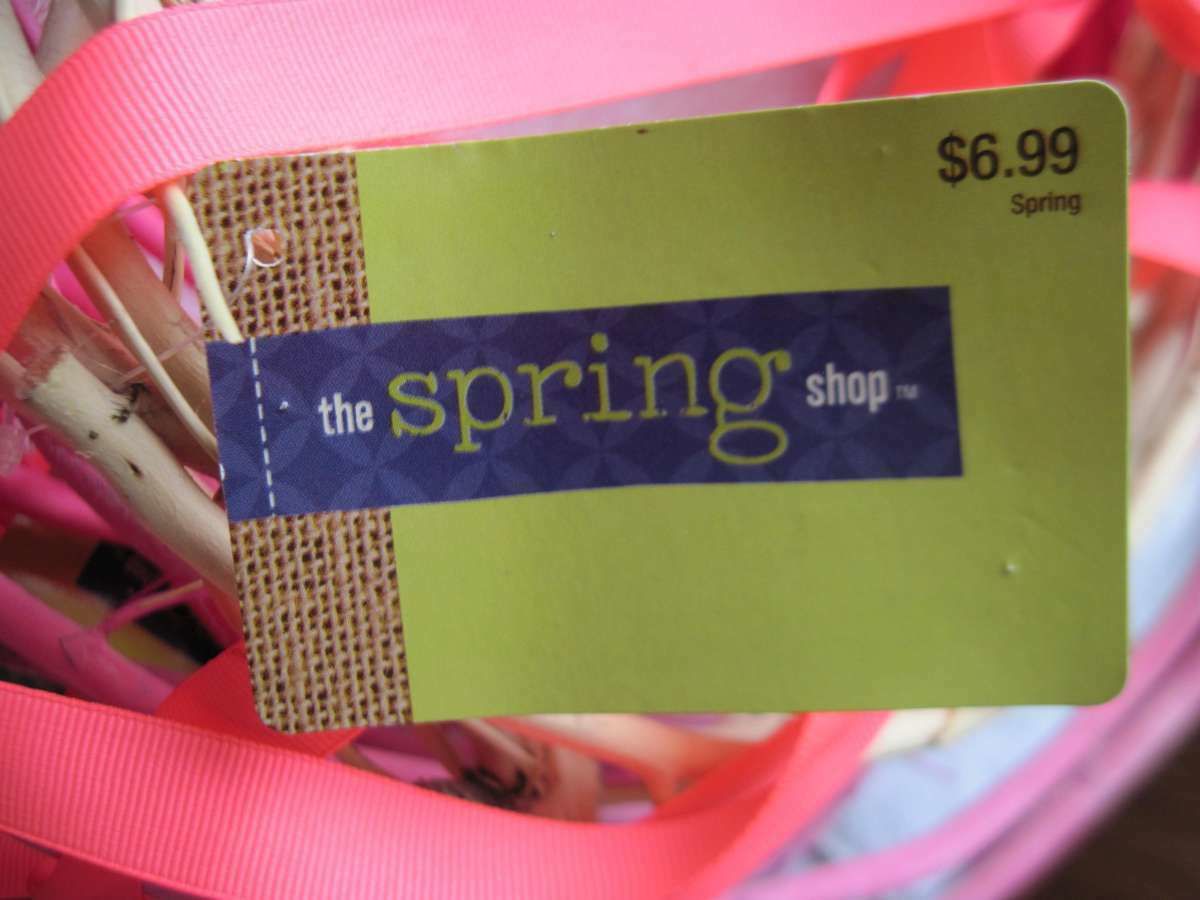 $6.99
Spring
the spring shop™